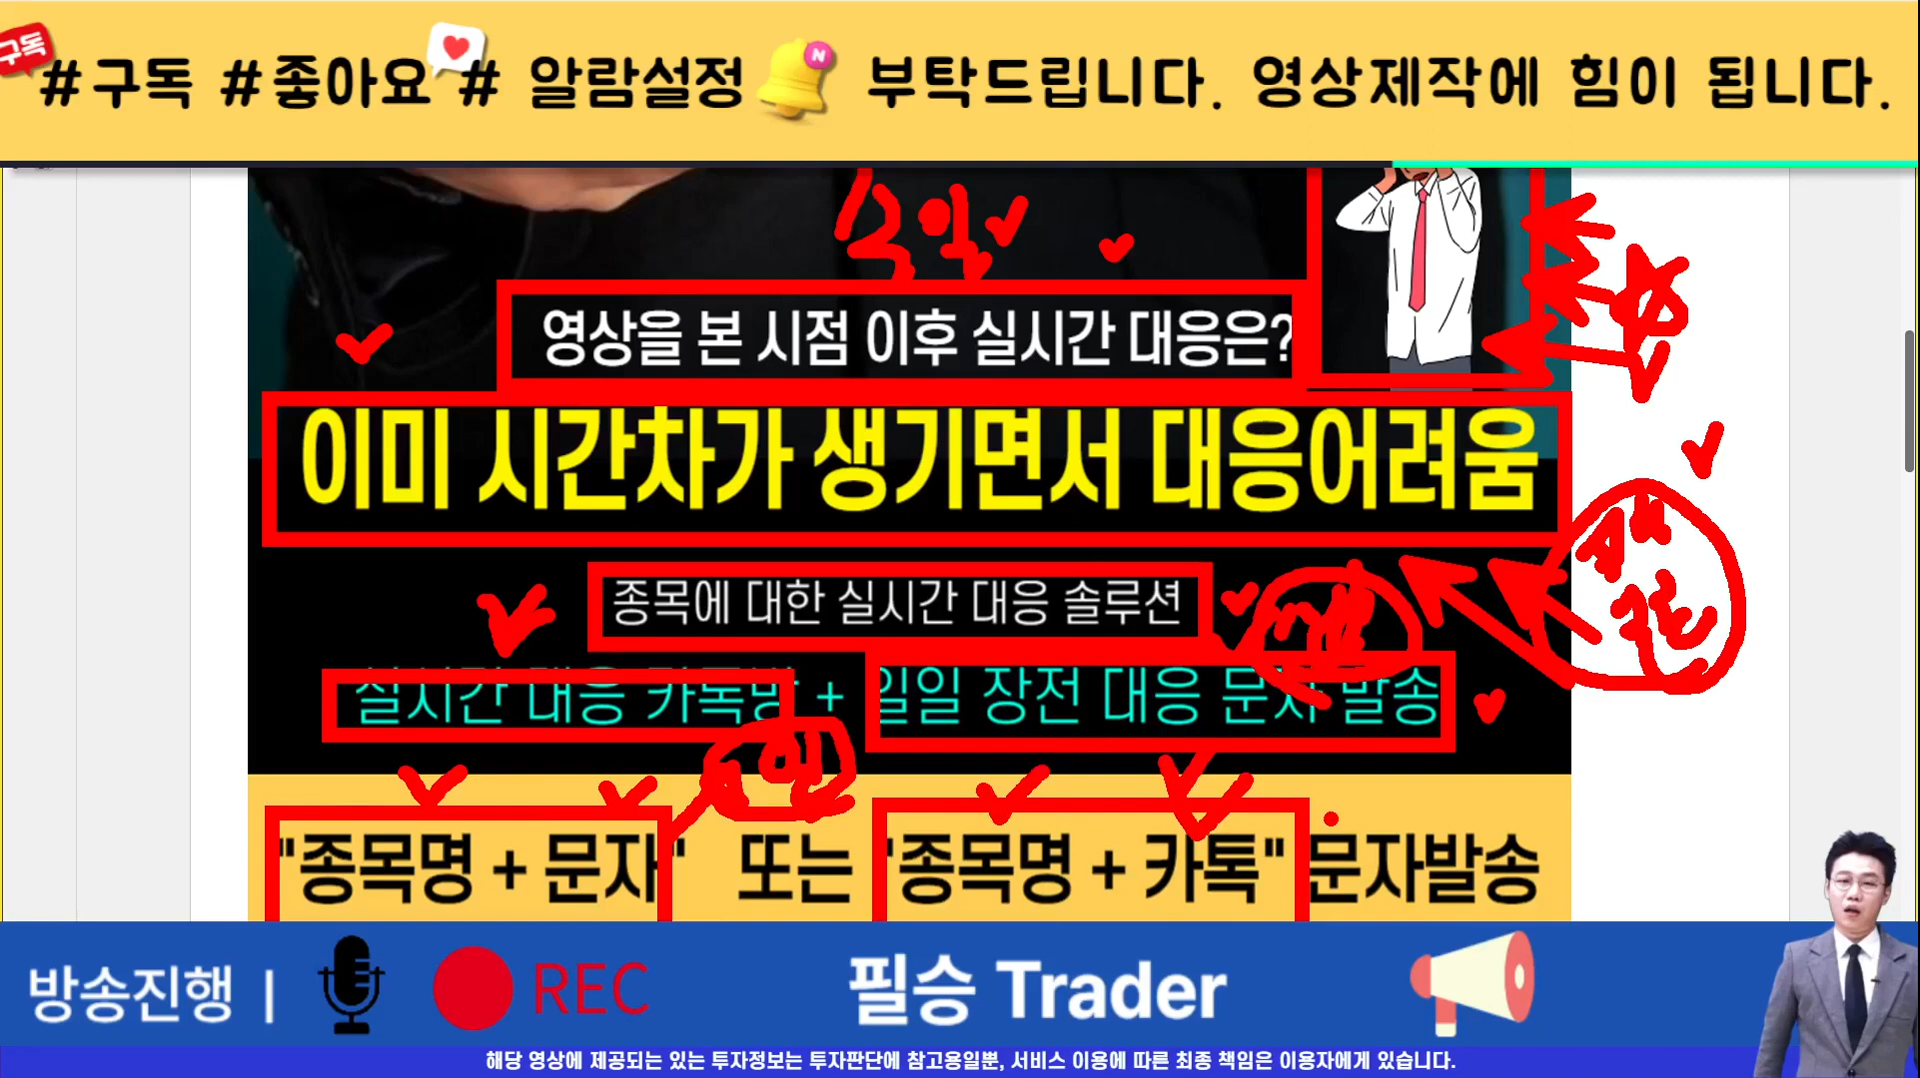 구독
#구독 #좋아요 # 알람설정 N 부탁드립니다. 영상제작에 힘이 됩니다.
영상을 본 시점 이후 실시간 대응은?
이미 시간차가 생기면서 대응어려움
종목에 대한 실시간 대응 솔루션
실시간 대응 카톡방 + 일일 장전 대응 문자 발송
"종목명 + 문자" 또는 "종목명 + 카톡" 문자발송
방송진행 | REC 필승 Trader
해당 영상에 제공되는 있는 투자정보는 투자판단에 참고용일뿐, 서비스 이용에 따른 최종 책임은 이용자에게 있습니다.